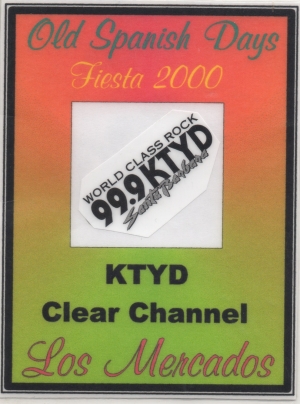 Old Spanish Days
Fiesta 2000
WORLD CLASS ROCK
99.9 KTYD
Santa Barbara
KTYD
Clear Channel
Los Mercados